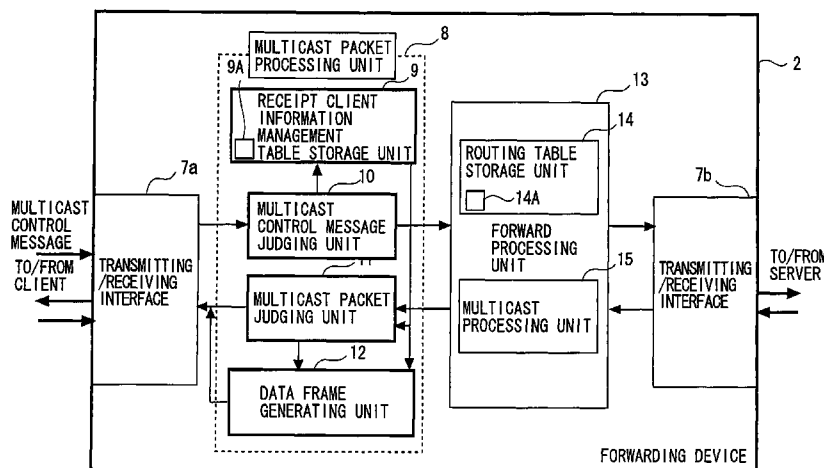 8
MULTICAST PACKET
PROCESSING UNIT
2
9A
9
13
RECEIPT CLIENT
INFORMATION
MANAGEMENT
TABLE STORAGE UNIT
14
ROUTING TABLE
STORAGE UNIT
14A
7a
7b
10
MULTICAST
CONTROL MESSAGE
JUDGING UNIT
MULTICAST
CONTROL
MESSAGE
FORWARD
PROCESSING
UNIT
TO/FROM
CLIENT
TRANSMITTING
/RECEIVING
INTERFACE
MULTICAST PACKET
JUDGING UNIT
15
MULTICAST
PROCESSING UNIT
TRANSMITTING
/RECEIVING
INTERFACE
TO/FROM
SERVER
12
DATA FRAME
GENERATING UNIT
FORWARDING DEVICE